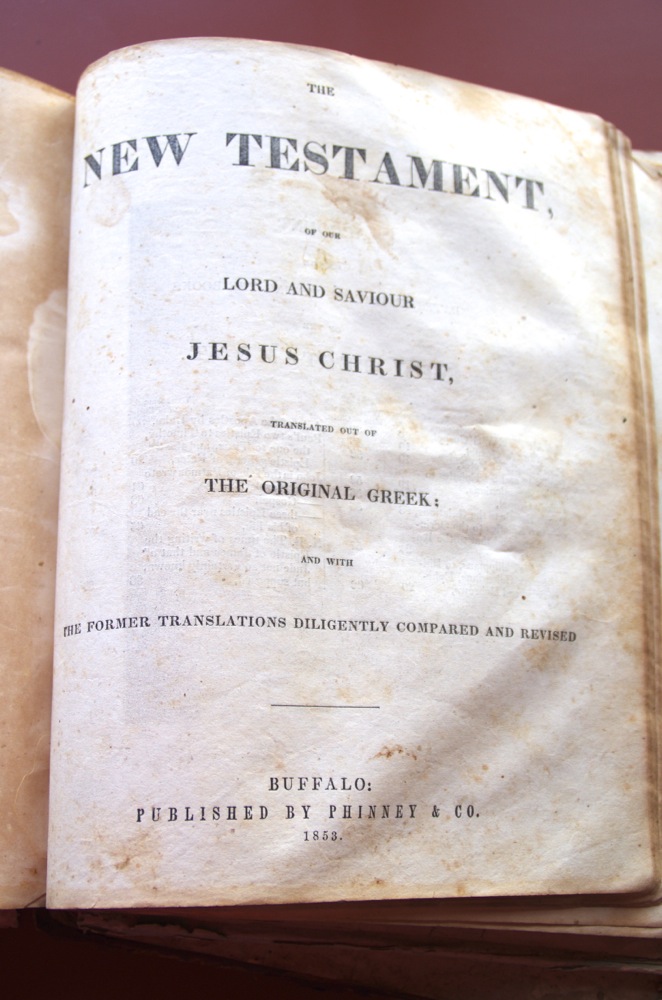 THE
NEW TESTAMENT,
OF OUR
LORD AND SAVIOUR
JESUS CHRIST,
TRANSLATED OUT OF
THE ORIGINAL GREEK:
AND WITH
THE FORMER TRANSLATIONS DILIGENTLY COMPARED AND REVISED
BUFFALO:
PUBLISHED BY PHINNEY & CO.
1853.